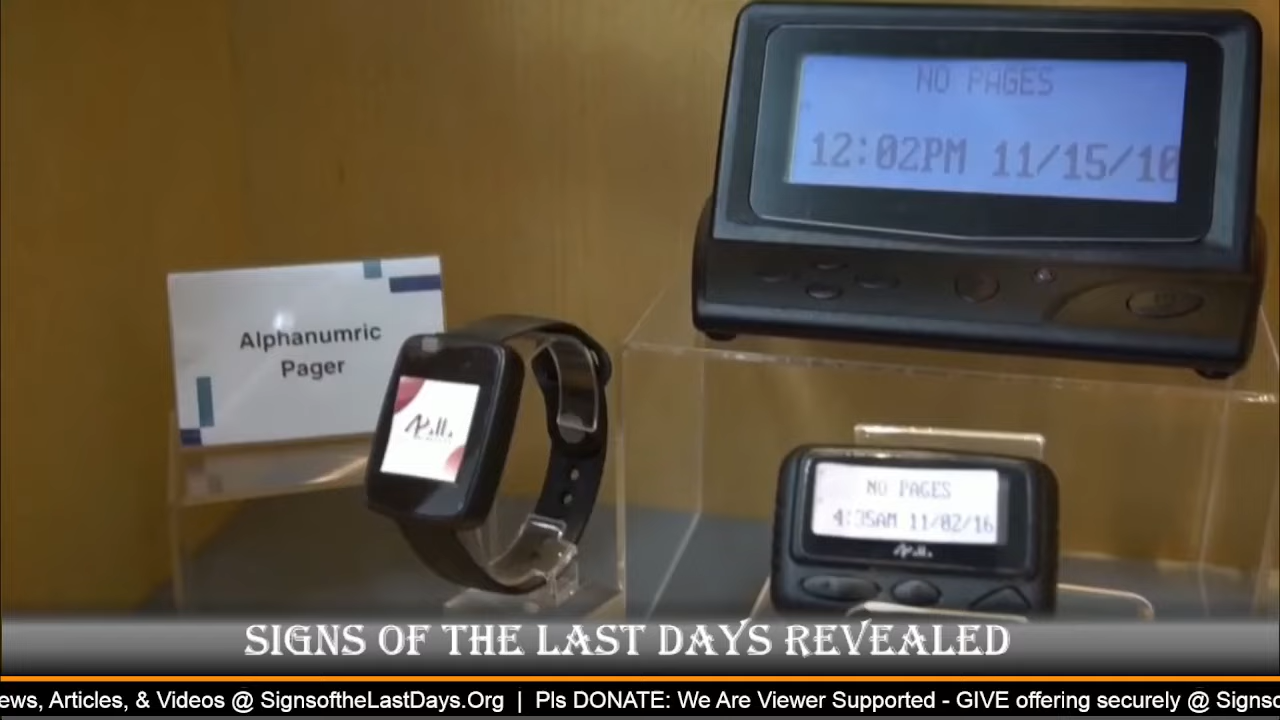 NO PAGES
12:02PM 11/15/10
Alphanumric
Pager
NO PAGES
4:35AM 11/02/16
SIGNS OF THE LAST DAYS REVEALED
ews, Articles, & Videos @ SignsoftheLastDays.Org | Pls DONATE: We Are Viewer Supported - GIVE offering securely @ Signso